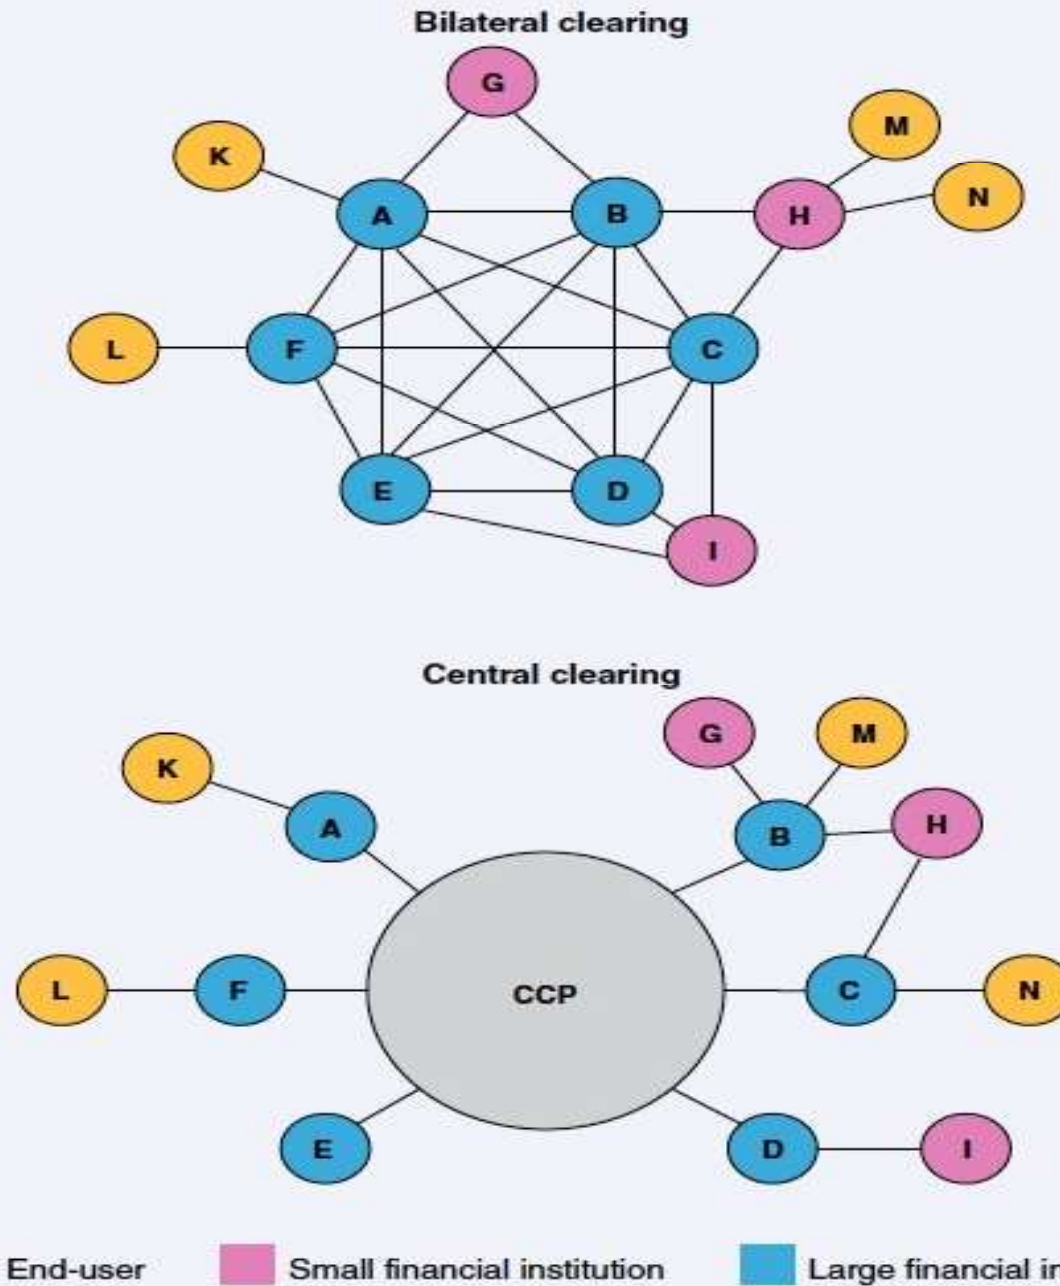 Bilateral clearing
G
M
K
N
A
B
H
L
F
C
E
D
I
Central clearing
G
M
K
H
A
B
L
F
CCP
C
N
E
D
I
End-user
Small financial institution
Large financial in